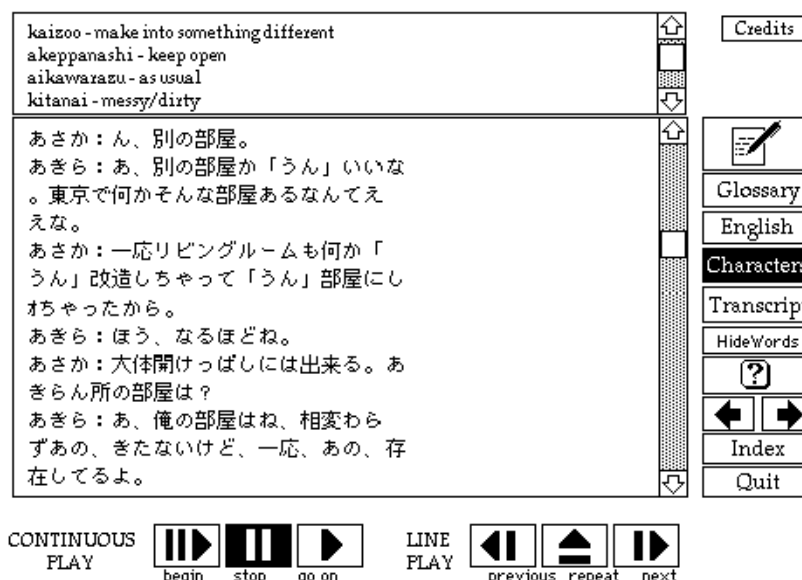 kaizoo - make into something different
akeppanashi - keep open
aikawarazu - as usual
kitanai - messy/dirty
Credits
あさか：ん、別の部屋。
あきら：あ、別の部屋か「うん」いいな
。東京で何かそんな部屋あるなんてえ
えな。
あさか：一応リビングルームも何か「
うん」改造しちゃって「うん」部屋にし
ちゃったから。
あきら：ほう、なるほどね。
あさか：大体開けっぱしには出来る。あ
きらん所の部屋は？
あきら：あ、俺の部屋はね、相変わら
ずあの、きたないけど、一応、あの、存
在してるよ。
Glossary
English
Characters
Transcrip
HideWords
?
Index
Quit
CONTINUOUS
PLAY
begin stop go on
LINE
PLAY
previous repeat next